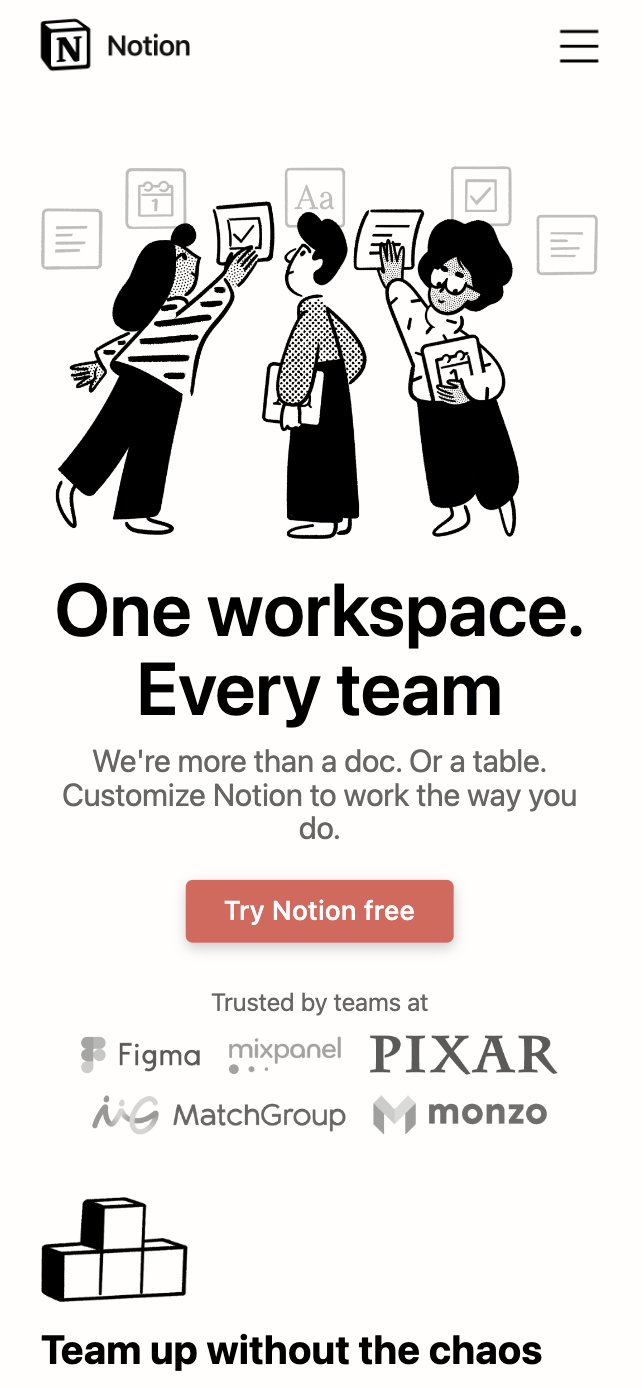 N Notion
1
Aa
1
One workspace.
Every team
We're more than a doc. Or a table.
Customize Notion to work the way you
do.
Try Notion free
Trusted by teams at
Figma mixpanel PIXAR
MG MatchGroup monzo
Team up without the chaos